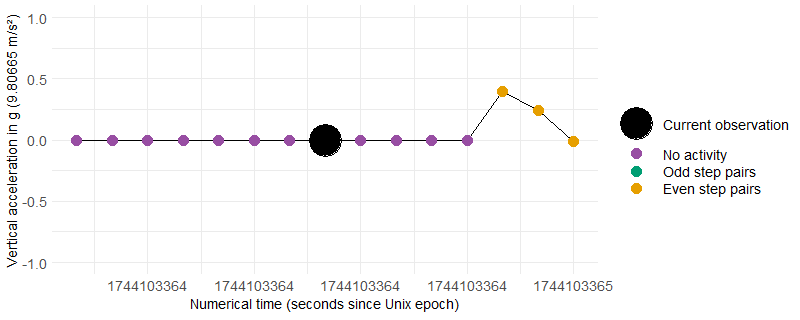 Vertical acceleration in g (9.80665 m/s²)
1.0
0.5
0.0
-0.5
-1.0
1744103364 1744103364 1744103364 1744103364 1744103365
Numerical time (seconds since Unix epoch)
Current observation
No activity
Odd step pairs
Even step pairs